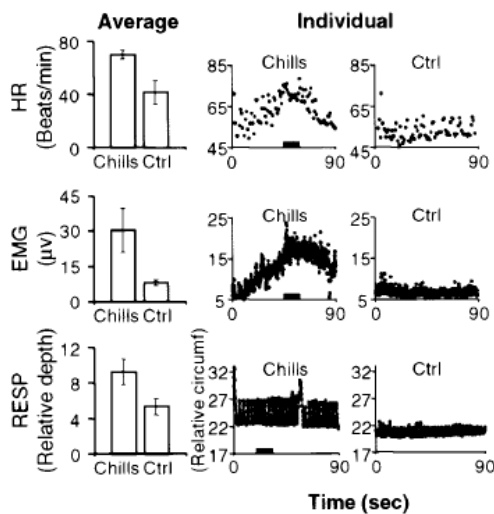 Average Individual
HR
(Beats/min)
80
40
0
Chills Ctrl
Chills
85
65
45
0 90
Ctrl
85
65
45
0 90
EMG
(μv)
45
30
15
0
Chills Ctrl
Chills
25
15
5
0 90
Ctrl
25
15
5
0 90
RESP
(Relative depth)
12
8
4
0
Chills Ctrl
(Relative circumf)
Chills
32
27
22
17
0 90
Ctrl
32
27
22
17
0 90
Time (sec)